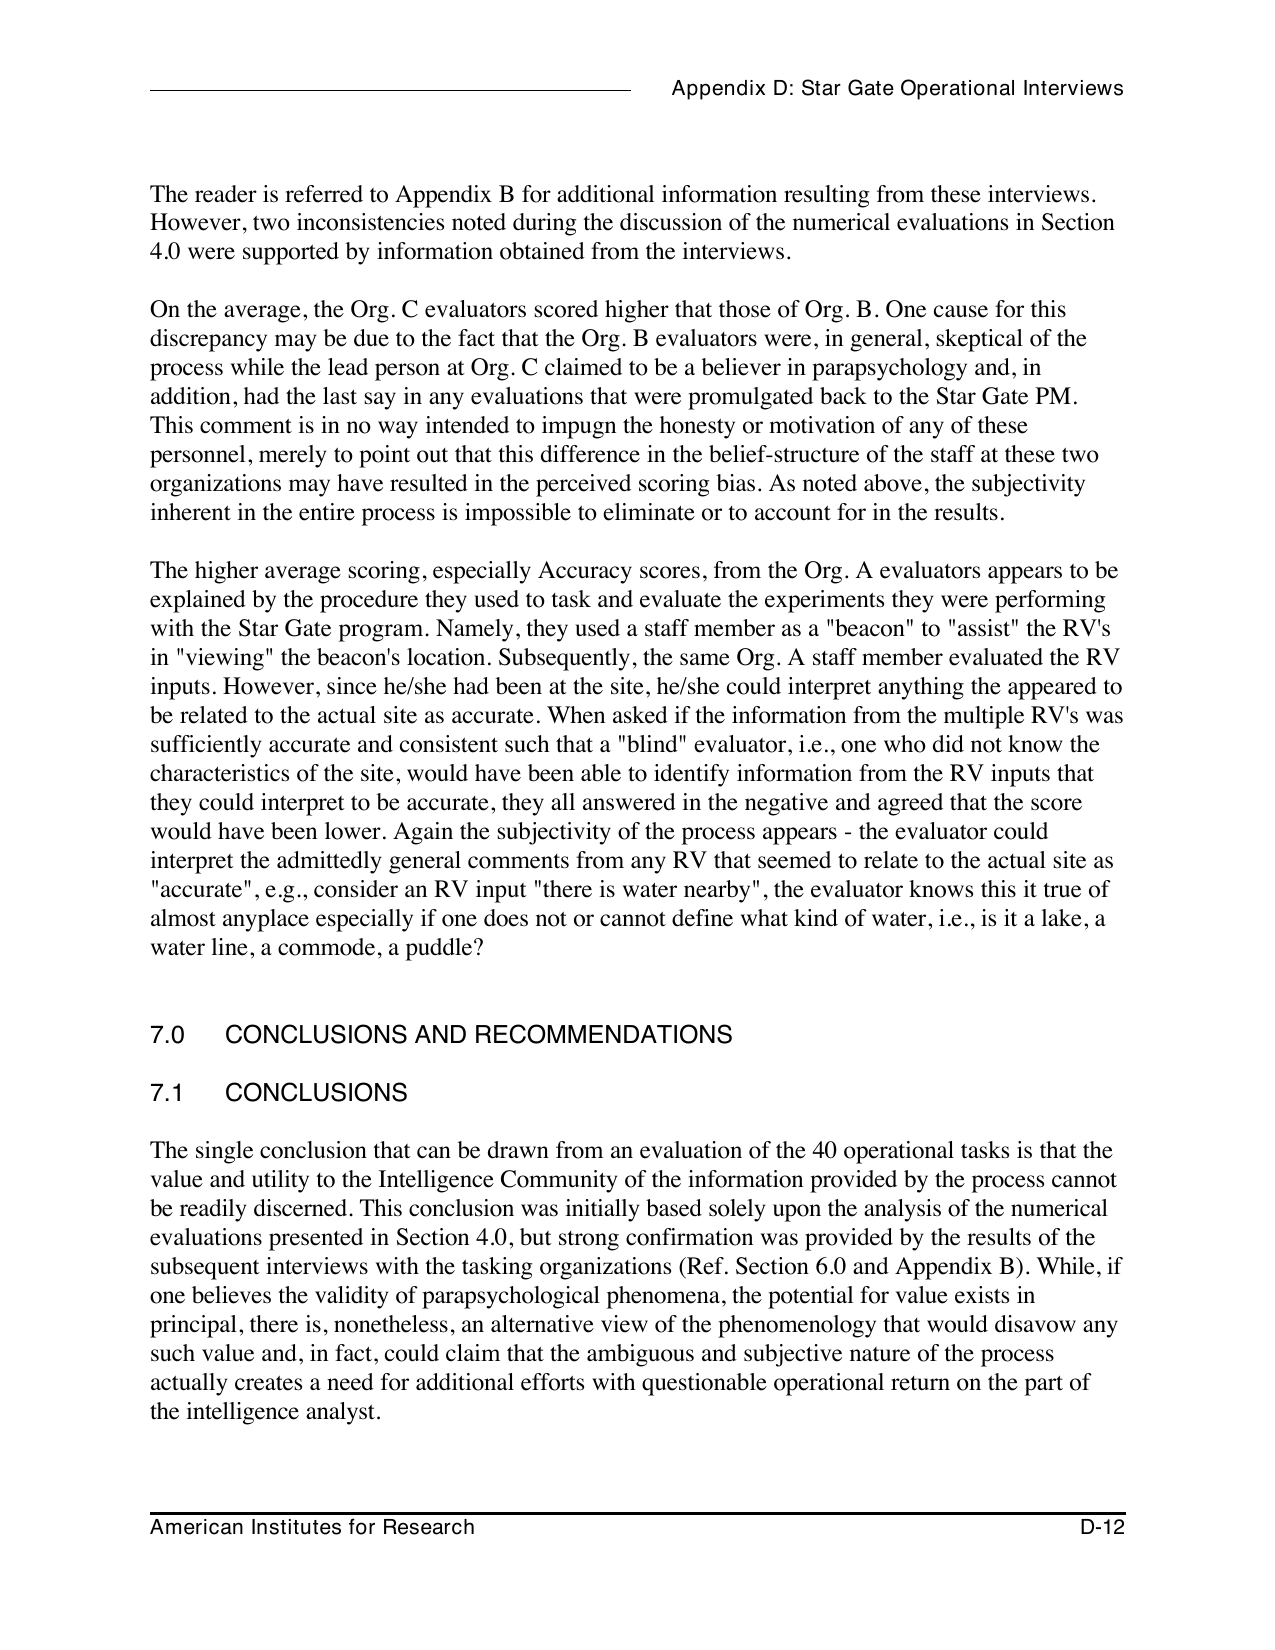 Appendix D: Star Gate Operational Interviews
The reader is referred to Appendix B for additional information resulting from these interviews.
However, two inconsistencies noted during the discussion of the numerical evaluations in Section
4.0 were supported by information obtained from the interviews.
On the average, the Org. C evaluators scored higher that those of Org. B. One cause for this
discrepancy may be due to the fact that the Org. B evaluators were, in general, skeptical of the
process while the lead person at Org. C claimed to be a believer in parapsychology and, in
addition, had the last say in any evaluations that were promulgated back to the Star Gate PM.
This comment is in no way intended to impugn the honesty or motivation of any of these
personnel, merely to point out that this difference in the belief-structure of the staff at these two
organizations may have resulted in the perceived scoring bias. As noted above, the subjectivity
inherent in the entire process is impossible to eliminate or to account for in the results.
The higher average scoring, especially Accuracy scores, from the Org. A evaluators appears to be
explained by the procedure they used to task and evaluate the experiments they were performing
with the Star Gate program. Namely, they used a staff member as a "beacon" to "assist" the RV's
in "viewing" the beacon's location. Subsequently, the same Org. A staff member evaluated the RV
inputs. However, since he/she had been at the site, he/she could interpret anything the appeared to
be related to the actual site as accurate. When asked if the information from the multiple RV's was
sufficiently accurate and consistent such that a "blind" evaluator, i.e., one who did not know the
characteristics of the site, would have been able to identify information from the RV inputs that
they could interpret to be accurate, they all answered in the negative and agreed that the score
would have been lower. Again the subjectivity of the process appears - the evaluator could
interpret the admittedly general comments from any RV that seemed to relate to the actual site as
"accurate", e.g., consider an RV input "there is water nearby", the evaluator knows this it true of
almost anyplace especially if one does not or cannot define what kind of water, i.e., is it a lake, a
water line, a commode, a puddle?
7.0 CONCLUSIONS AND RECOMMENDATIONS
7.1 CONCLUSIONS
The single conclusion that can be drawn from an evaluation of the 40 operational tasks is that the
value and utility to the Intelligence Community of the information provided by the process cannot
be readily discerned. This conclusion was initially based solely upon the analysis of the numerical
evaluations presented in Section 4.0, but strong confirmation was provided by the results of the
subsequent interviews with the tasking organizations (Ref. Section 6.0 and Appendix B). While, if
one believes the validity of parapsychological phenomena, the potential for value exists in
principal, there is, nonetheless, an alternative view of the phenomenology that would disavow any
such value and, in fact, could claim that the ambiguous and subjective nature of the process
actually creates a need for additional efforts with questionable operational return on the part of
the intelligence analyst.
American Institutes for Research D-12